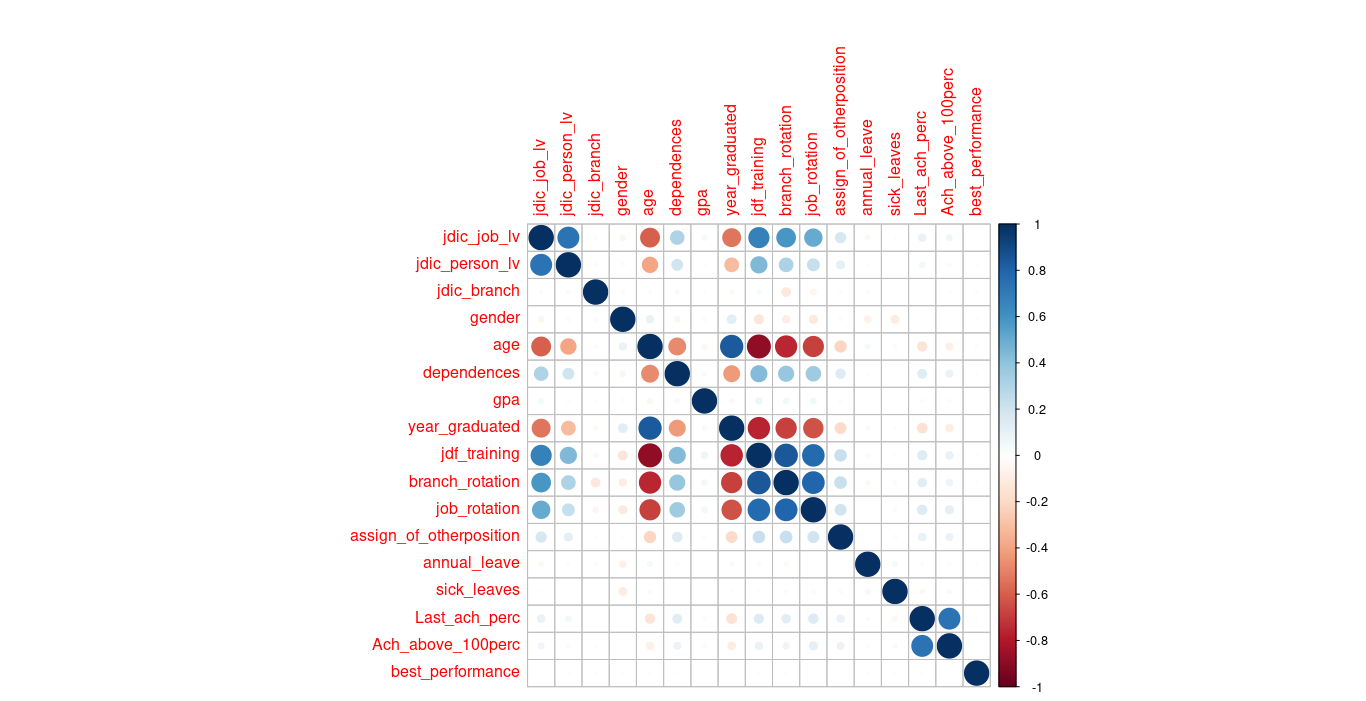 jdic_job_lv
jdic_person_lv
jdic_branch
gender
age
dependences
gpa
year_graduated
jdf_training
branch_rotation
job_rotation
assign_of_otherposition
annual_leave
sick_leaves
Last_ach_perc
Ach_above_100perc
best_performance
jdic_job_lv
jdic_person_lv
jdic_branch
gender
age
dependences
gpa
year_graduated
jdf_training
branch_rotation
job_rotation
assign_of_otherposition
annual_leave
sick_leaves
Last_ach_perc
Ach_above_100perc
best_performance
1
0.8
0.6
0.4
0.2
0
-0.2
-0.4
-0.6
-0.8
-1